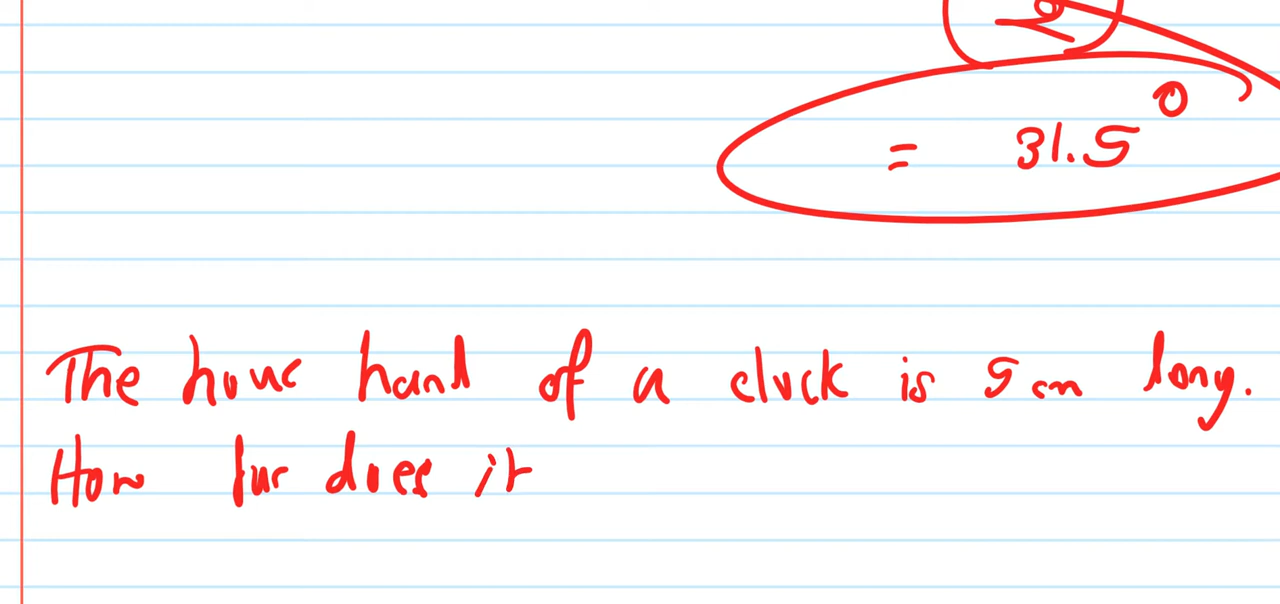 = 31.5°
The hour hand of a clock is 5 cm long.
How far does it